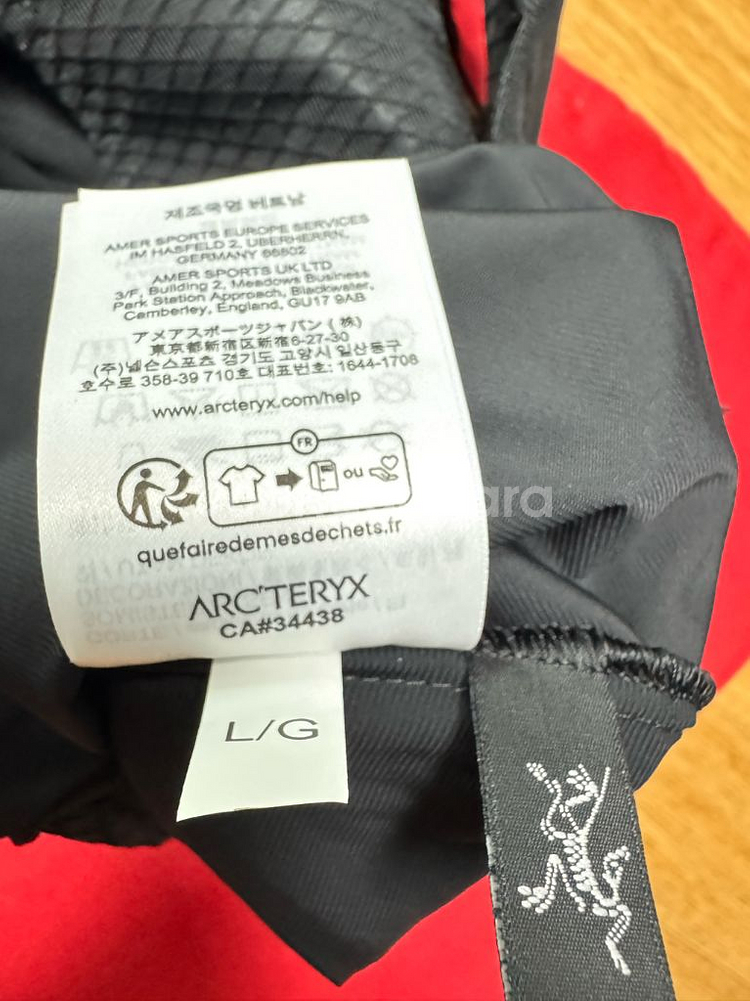 제조국명 베트남
AMER SPORTS EUROPE SERVICES
IM HASFELD 2, UBERHERRN,
GERMANY 66802
AMER SPORTS UK LTD
3/F, Building 2, Meadows Business
Park Station Approach, Blackwater,
Camberley, England, GU17 9AB
アメアスポーツジャパン (株)
東京都新宿区新宿6-27-30
(주)넬슨스포츠 경기도 고양시 일산동구
호수로 358-39 710호 대표번호: 1644-1708
www.arcteryx.com/help
FR
ou
quefairedemesdechets.fr
ARC'TERYX
CA#34438
L/G